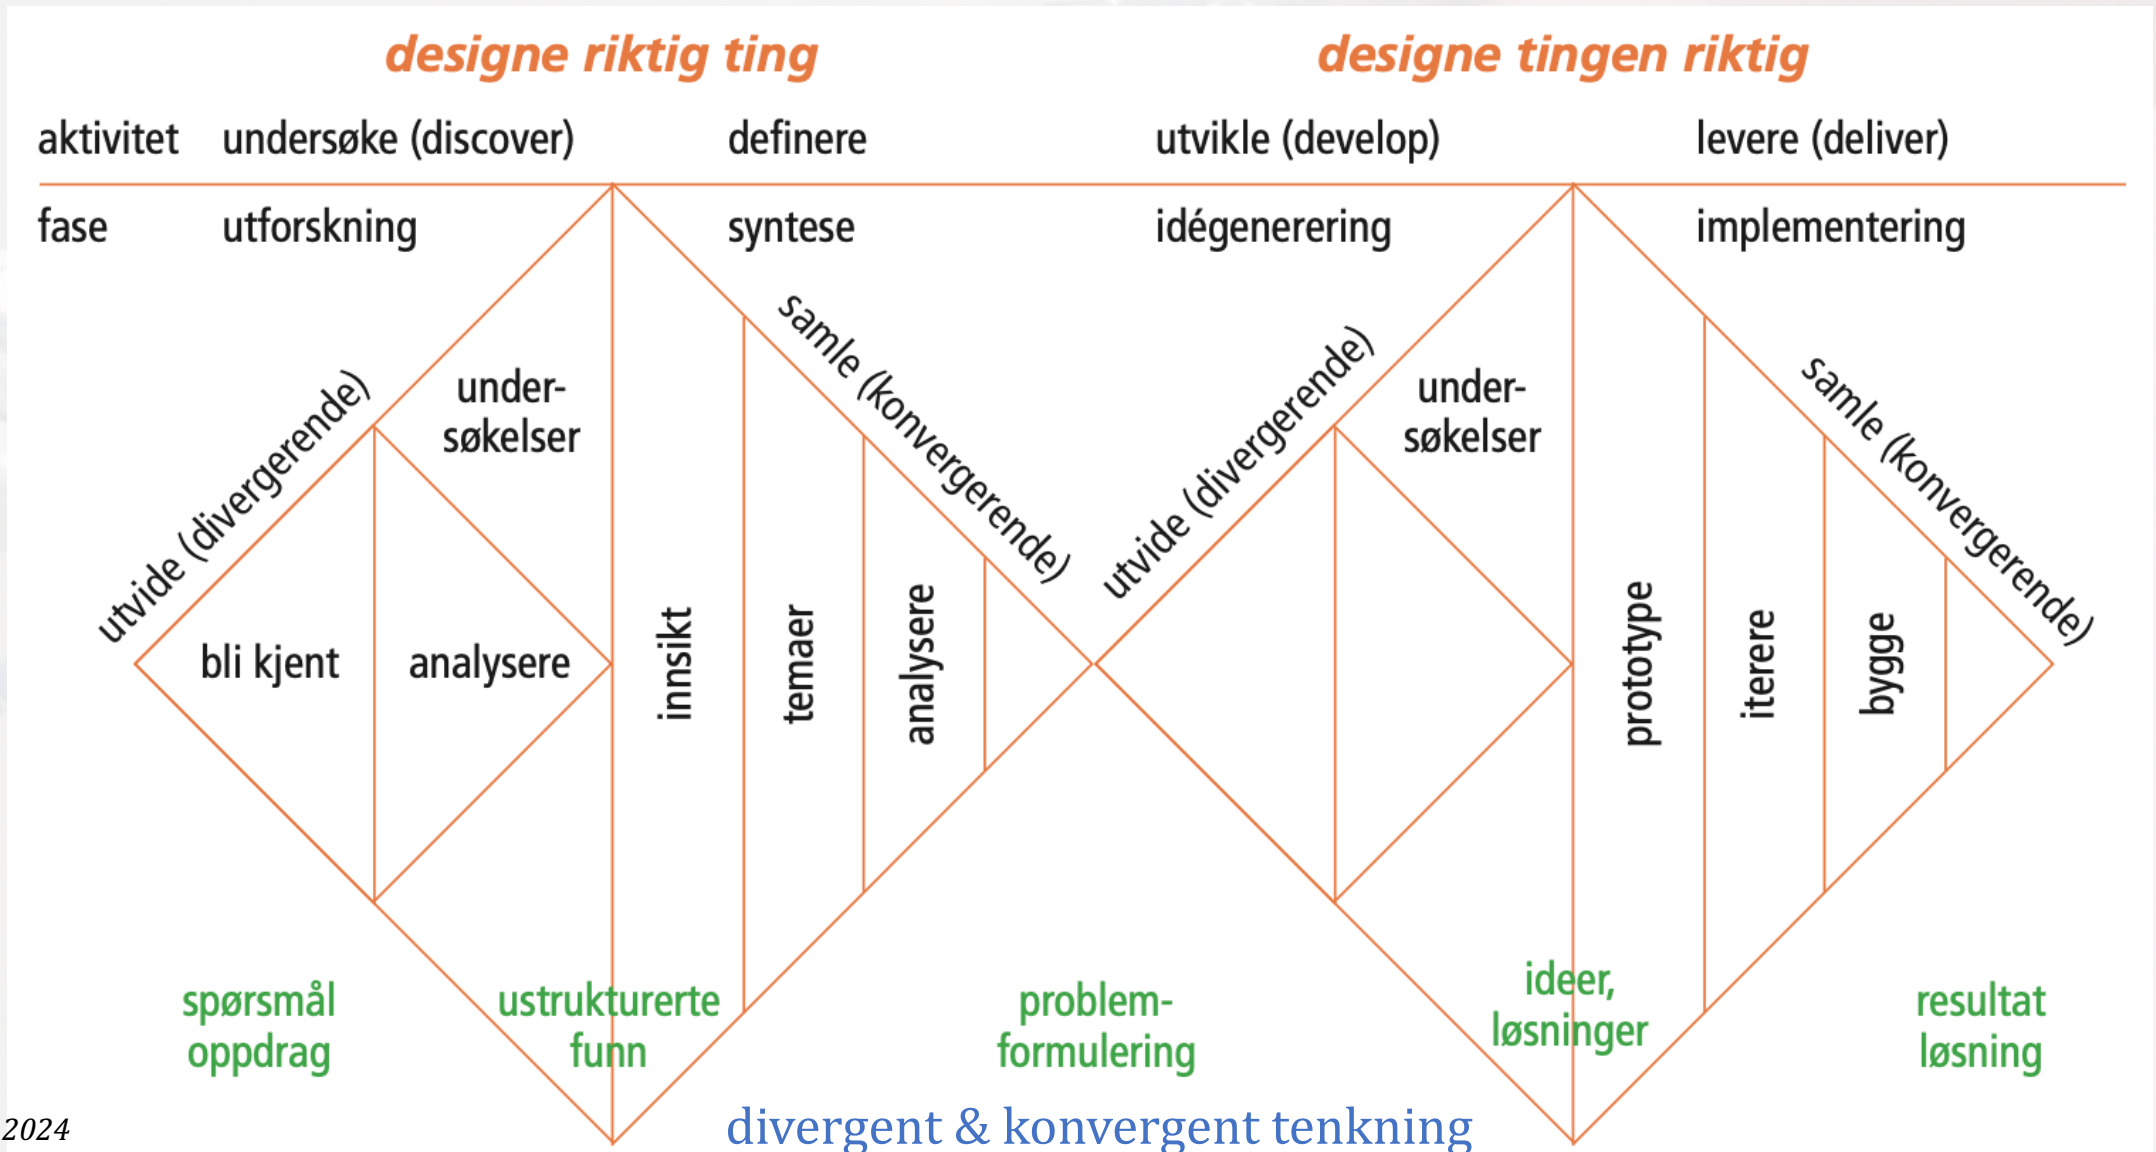 designe riktig ting
designe tingen riktig
aktivitet
undersøke (discover)
definere
utvikle (develop)
levere (deliver)
fase
utforskning
syntese
idégenerering
implementering
utvide (divergerende)
under-
søkelser
samle (konvergerende)
bli kjent
analysere
innsikt
temaer
analysere
utvide (divergerende)
under-
søkelser
samle (konvergerende)
prototype
iterere
bygge
spørsmål
oppdrag
ustrukturerte
funn
problem-
formulering
ideer,
løsninger
resultat
løsning
2024
divergent & konvergent tenkning